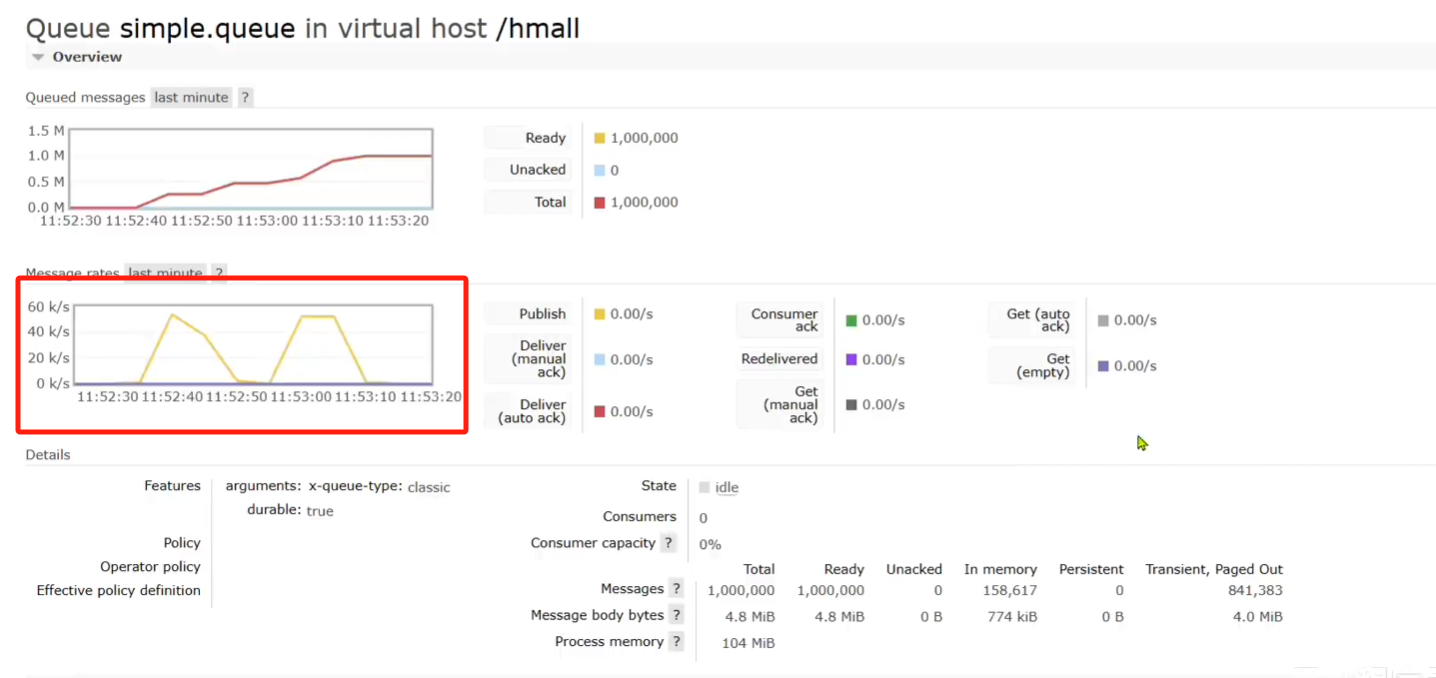 Queue simple.queue in virtual host /hmall
Overview
Queued messages last minute ?
1.5 M
1.0 M
0.5 M
0.0 M
11:52:30 11:52:40 11:52:50 11:53:00 11:53:10 11:53:20
Ready 1,000,000
Unacked 0
Total 1,000,000
Message rates last minute ?
60 k/s
40 k/s
20 k/s
0 k/s
11:52:30 11:52:40 11:52:50 11:53:00 11:53:10 11:53:20
Publish 0.00/s
Deliver
(manual
ack)
0.00/s
Deliver
(auto ack)
0.00/s
Consumer
ack
0.00/s
Redelivered 0.00/s
Get
(manual
ack)
0.00/s
Get (auto
ack)
0.00/s
Get
(empty)
0.00/s
Details
Features arguments: x-queue-type: classic
durable: true
Policy
Operator policy
Effective policy definition
State idle
Consumers 0
Consumer capacity ? 0%
Total Ready Unacked In memory Persistent Transient, Paged Out
Messages ? 1,000,000 1,000,000 0 158,617 0 841,383
Message body bytes ? 4.8 MiB 4.8 MiB 0 B 774 kiB 0 B 4.0 MiB
Process memory ? 104 MiB